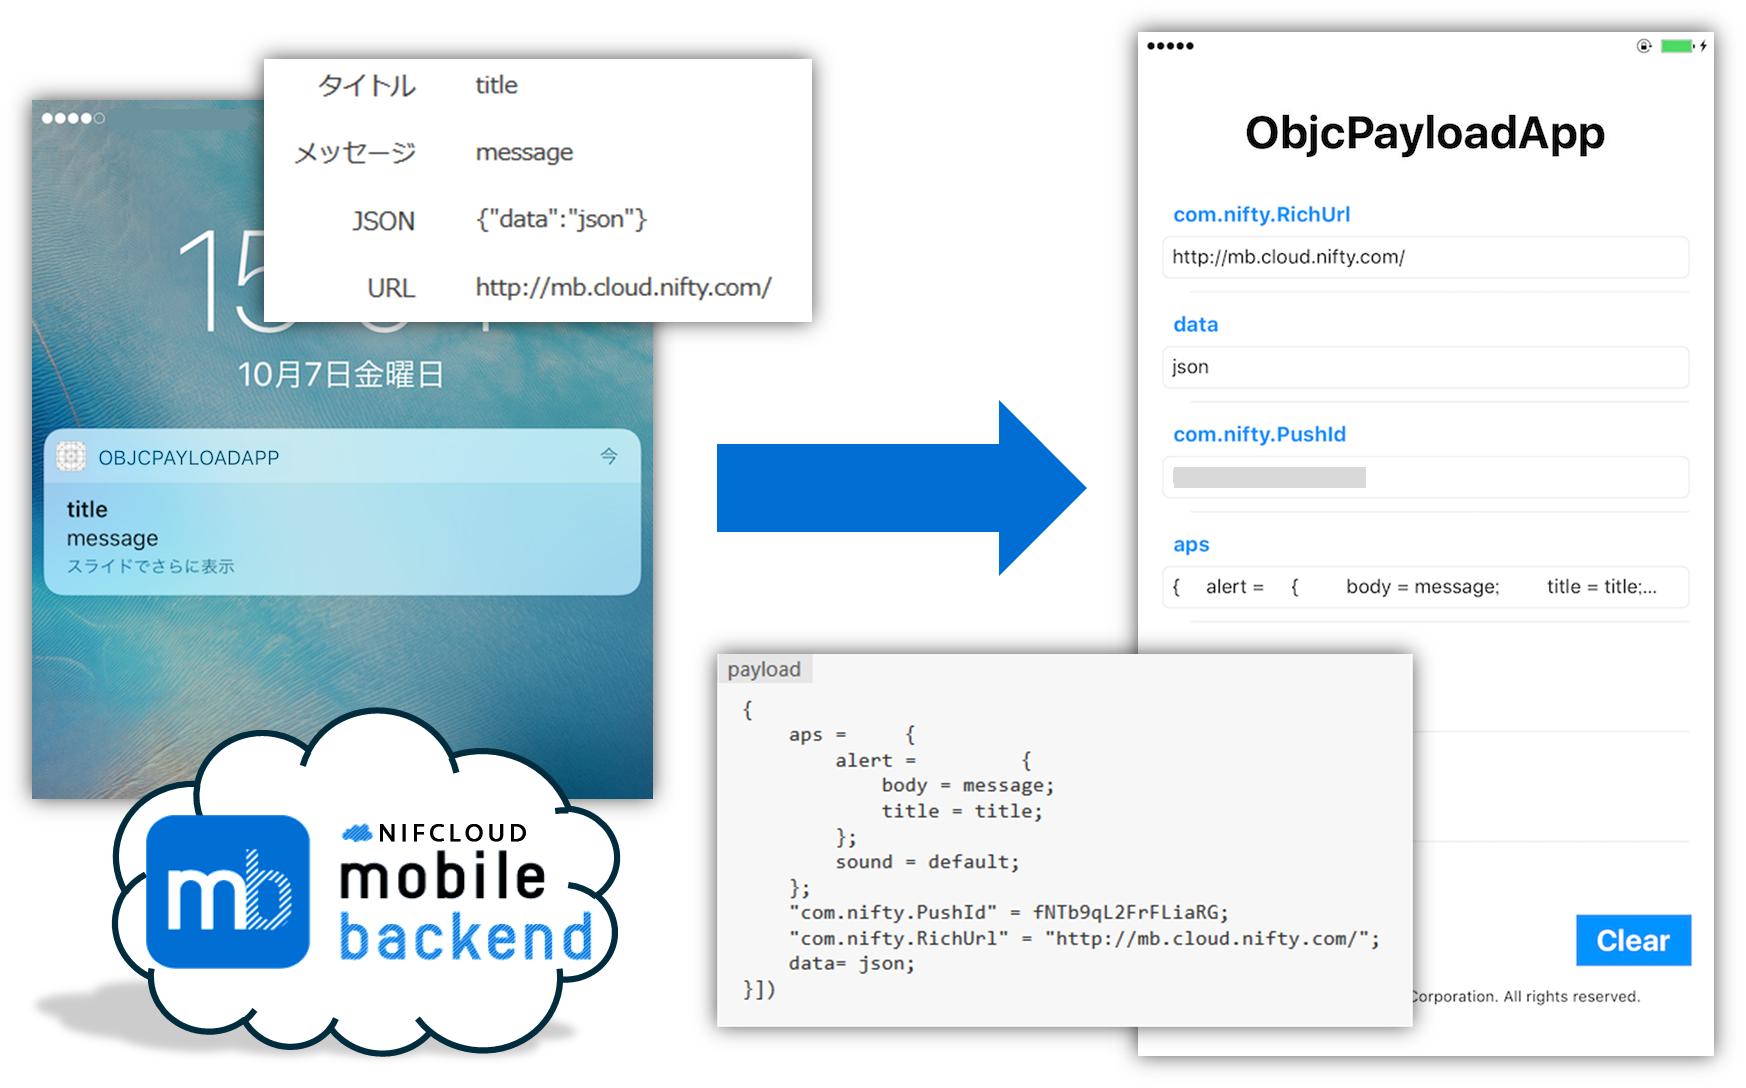 タイトル title
メッセージ message
JSON {"data":"json"}
URL http://mb.cloud.nifty.com/
10月7日金曜日
OBJCPAYLOADAPP 今
title
message
スライドでさらに表示
NIFCLOUD
mobile
backend
mb
ObjcPayloadApp
com.nifty.RichUrl
http://mb.cloud.nifty.com/
data
json
com.nifty.PushId
aps
{ alert = { body = message; title = title;...
payload
{
aps = {
alert = {
body = message;
title = title;
};
sound = default;
};
"com.nifty.PushId" = fNTb9qL2FrFLiaRG;
"com.nifty.RichUrl" = "http://mb.cloud.nifty.com/";
data= json;
}])
Clear
Corporation. All rights reserved.